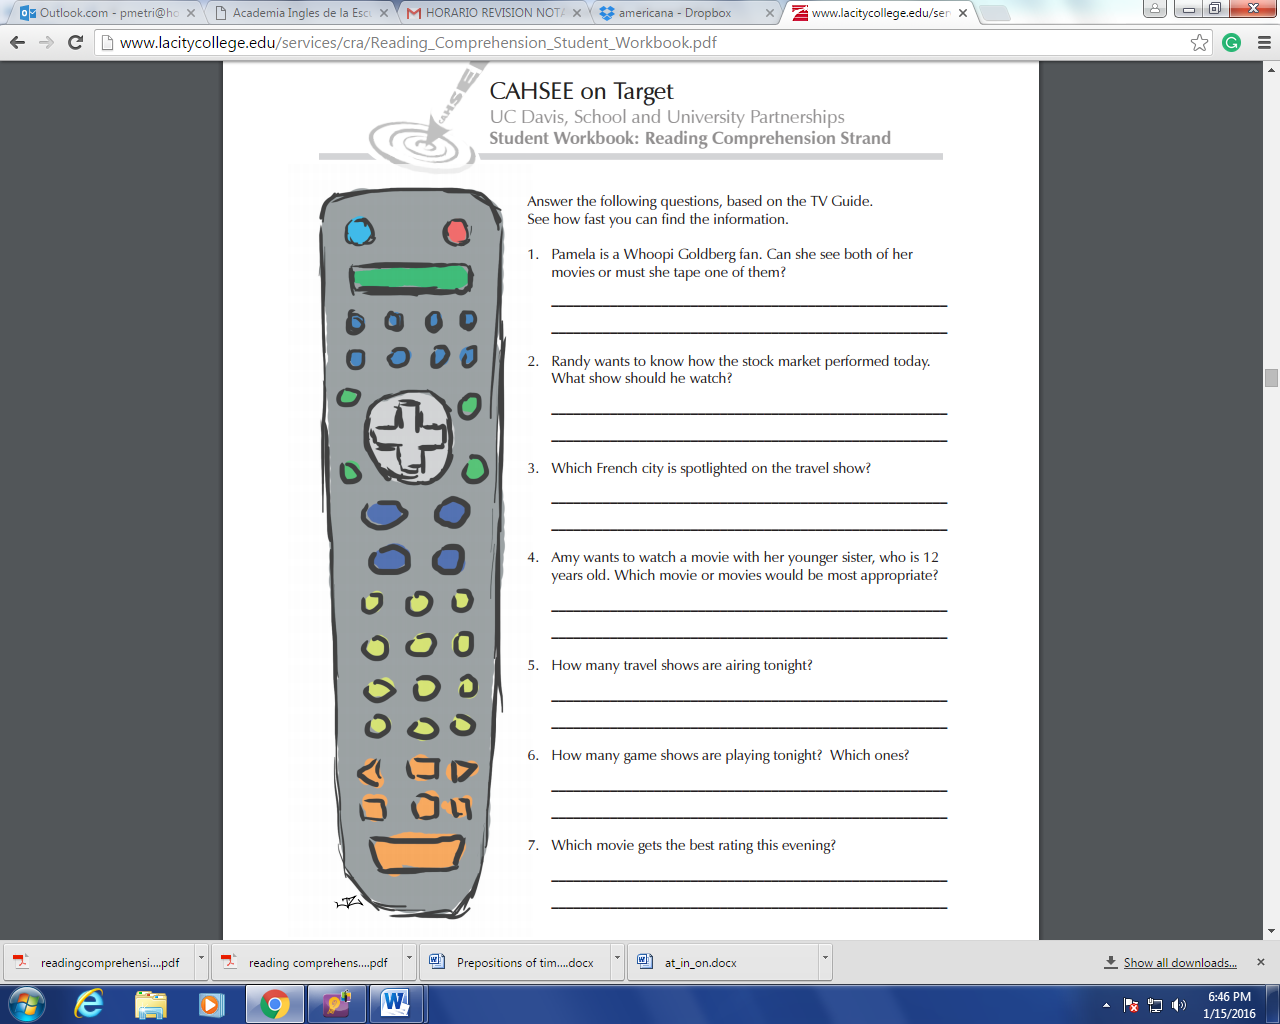 Outlook.com - pmetri@ho
Academia Ingles de la Escu
HORARIO REVISION NOTA
americana - Dropbox
www.lacitycollege.edu/ser
www.lacitycollege.edu/services/cra/Reading_Comprehension_Student_Workbook.pdf
CAHSEE
CAHSEE on Target
UC Davis, School and University Partnerships
Student Workbook: Reading Comprehension Strand
Answer the following questions, based on the TV Guide.
See how fast you can find the information.
1. Pamela is a Whoopi Goldberg fan. Can she see both of her
movies or must she tape one of them?
2. Randy wants to know how the stock market performed today.
What show should he watch?
3. Which French city is spotlighted on the travel show?
4. Amy wants to watch a movie with her younger sister, who is 12
years old. Which movie or movies would be most appropriate?
5. How many travel shows are airing tonight?
6. How many game shows are playing tonight?  Which ones?
7. Which movie gets the best rating this evening?
readingcomprehensi....pdf
reading comprehens....pdf
Prepositions of tim....docx
at_in_on.docx
Show all downloads...
6:46 PM
1/15/2016